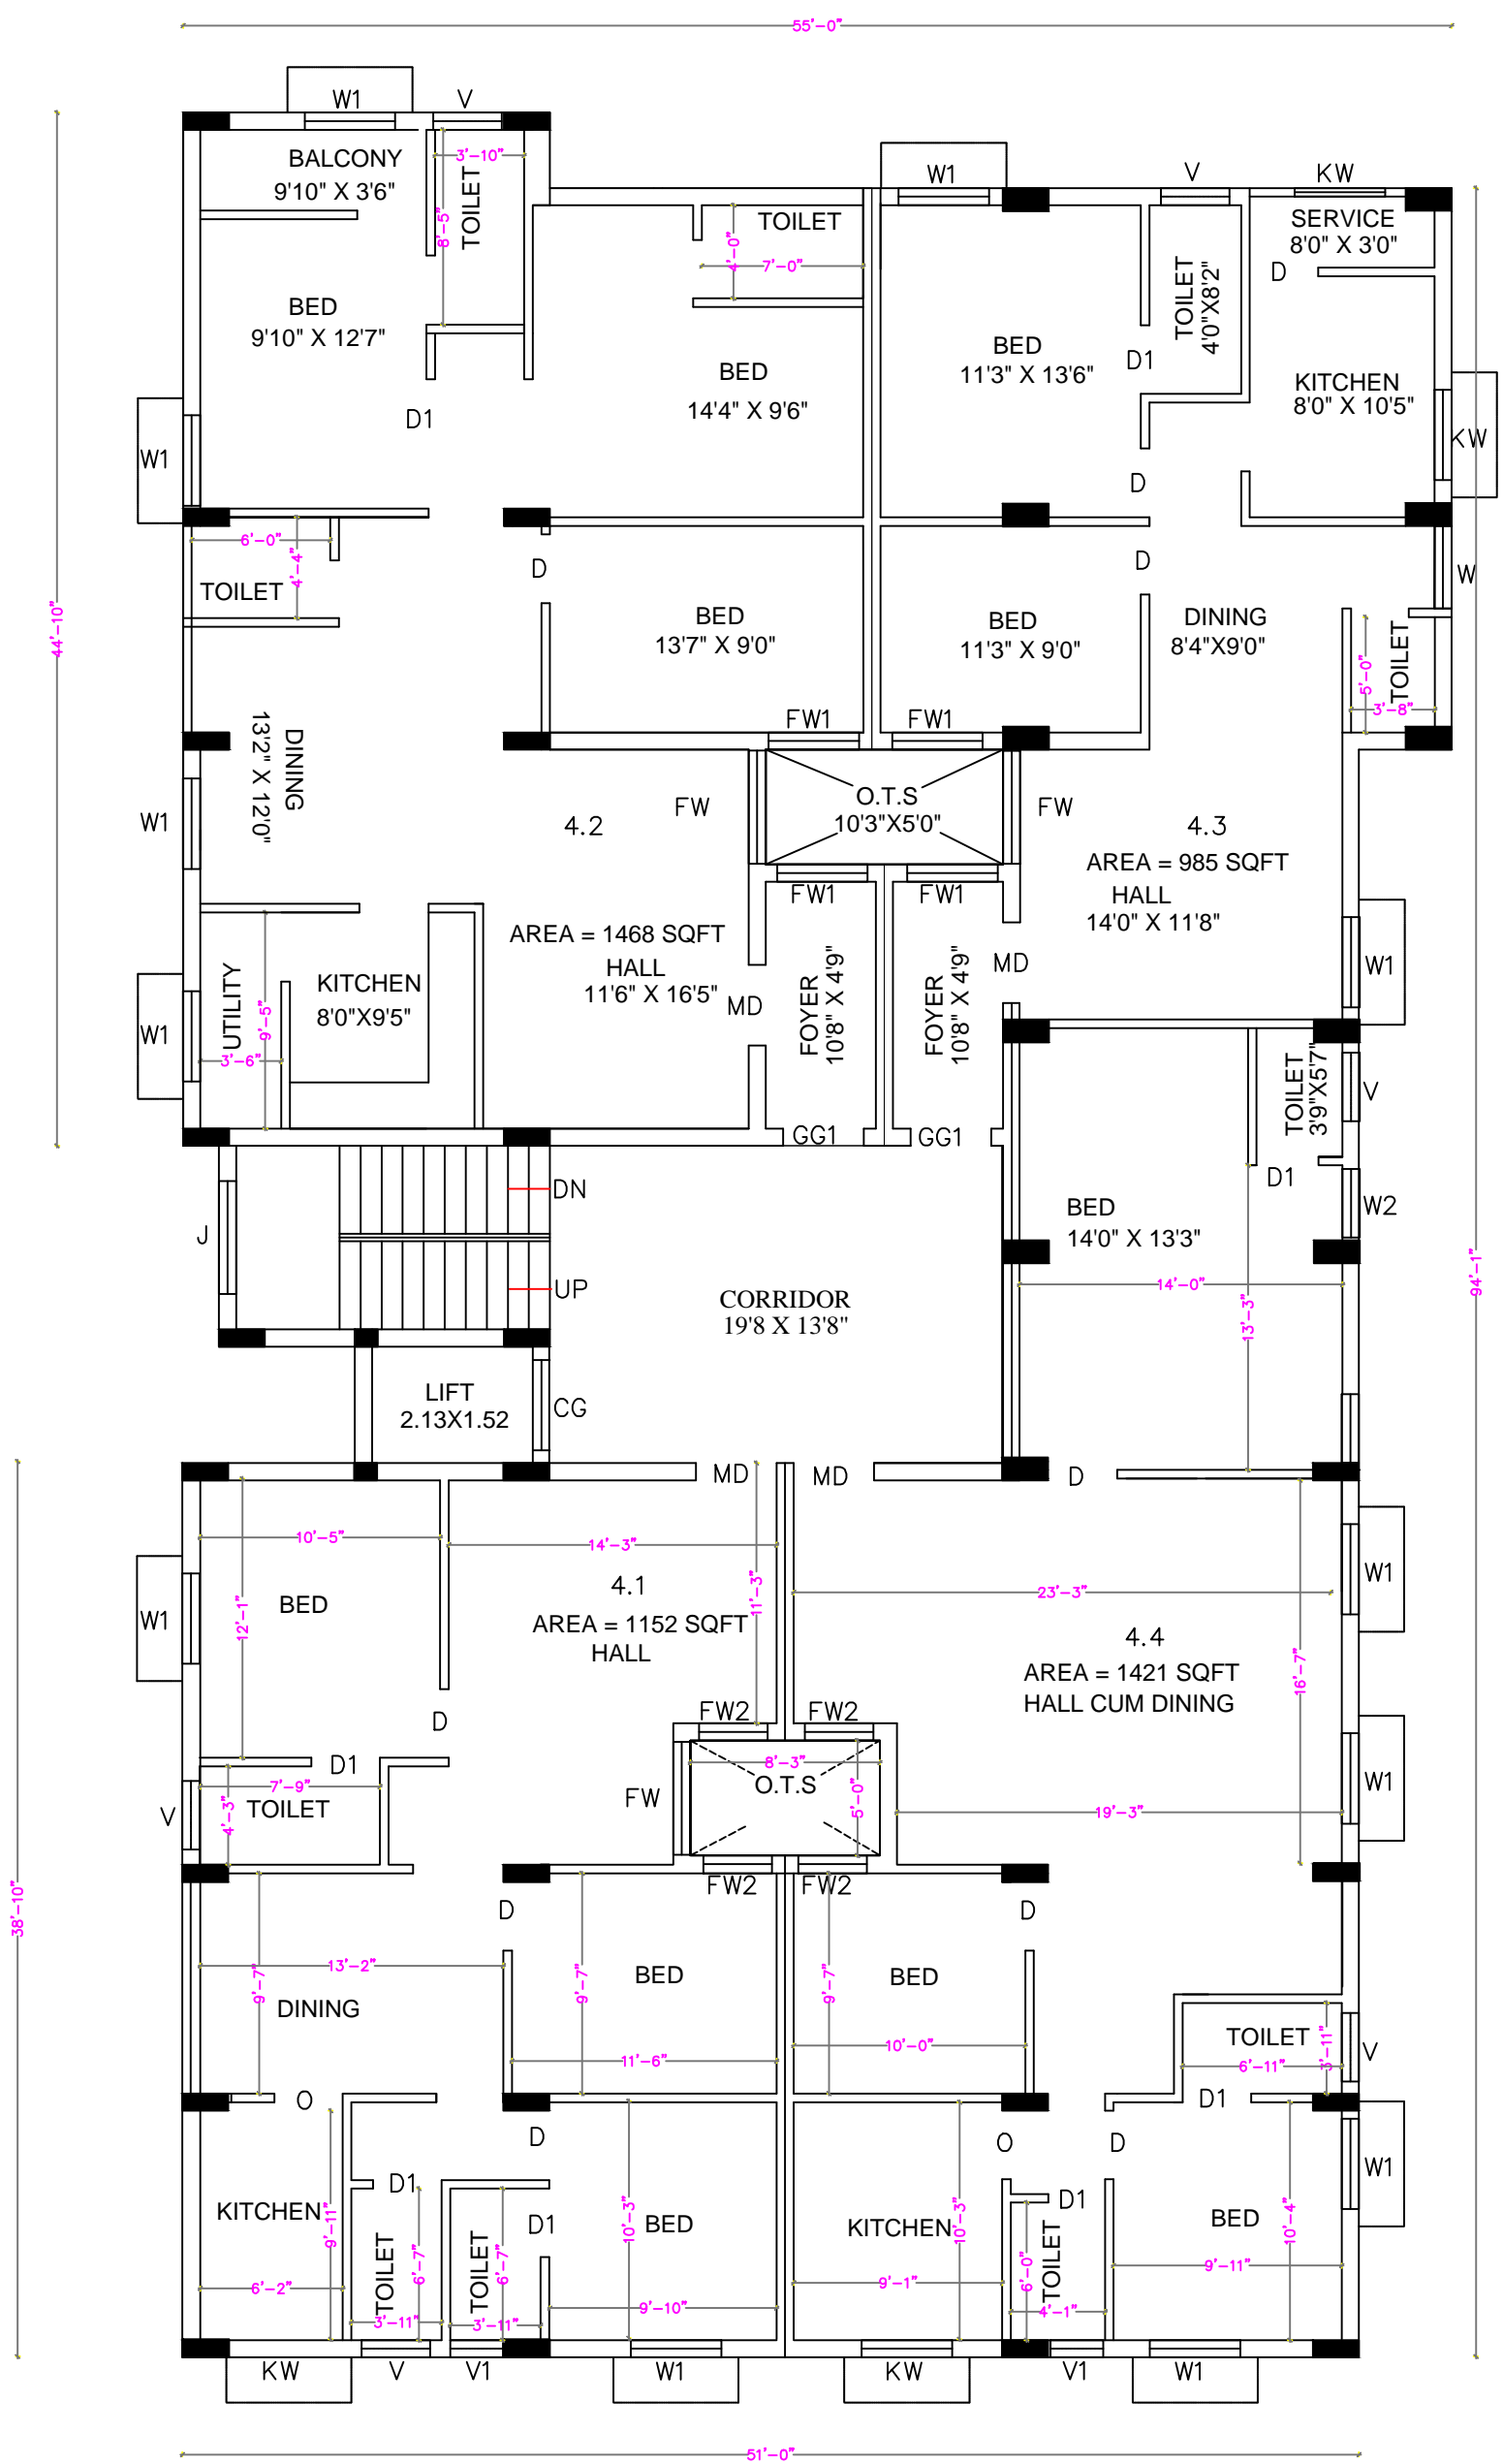 55'-0"
W1
V
BALCONY
9'10" X 3'6"
3'-10"
8'-5"
TOILET
W1
V
KW
TOILET
4'-0"
7'-0"
SERVICE
8'0" X 3'0"
D
BED
9'10" X 12'7"
TOILET
4'0"X8'2"
BED
11'3" X 13'6"
D1
BED
14'4" X 9'6"
KITCHEN
8'0" X 10'5"
D1
W1
KW
D
6'-0"
4'-4"
TOILET
D
D
W
44'-10"
BED
13'7" X 9'0"
BED
11'3" X 9'0"
DINING
8'4"X9'0"
TOILET
5'-0"
3'-8"
FW1
FW1
DINING
13'2" X 12'0"
W1
4.2
FW
O.T.S
10'3"X5'0"
FW
4.3
AREA = 985 SQFT
HALL
14'0" X 11'8"
FW1
FW1
AREA = 1468 SQFT
HALL
11'6" X 16'5"
MD
FOYER
10'8" X 4'9"
FOYER
10'8" X 4'9"
MD
W1
UTILITY
9'-5"
3'-6"
KITCHEN
8'0"X9'5"
W1
TOILET
3'9"X5'7"
V
GG1
GG1
D1
DN
J
UP
BED
14'0" X 13'3"
W2
14'-0"
13'-3"
94'-1"
CORRIDOR
19'8 X 13'8"
LIFT
2.13X1.52
CG
MD
MD
D
10'-5"
14'-3"
11'-3"
23'-3"
W1
BED
12'-1"
W1
4.1
AREA = 1152 SQFT
HALL
4.4
AREA = 1421 SQFT
HALL CUM DINING
16'-7"
D
FW2
FW2
D1
7'-9"
TOILET
4'-3"
V
FW
8'-3"
O.T.S
5'-0"
19'-3"
W1
FW2
FW2
38'-10"
D
D
13'-2"
9'-7"
DINING
9'-7"
BED
11'-6"
9'-7"
BED
10'-0"
TOILET
3'-11"
6'-11"
V
O
D1
D
O
D
D1
D1
D1
W1
KITCHEN
9'-11"
6'-2"
TOILET
6'-7"
3'-11"
TOILET
6'-7"
3'-11"
10'-3"
BED
9'-10"
KITCHEN
10'-3"
9'-1"
TOILET
6'-0"
4'-1"
BED
10'-4"
9'-11"
KW
V
V1
W1
KW
V1
W1
51'-0"